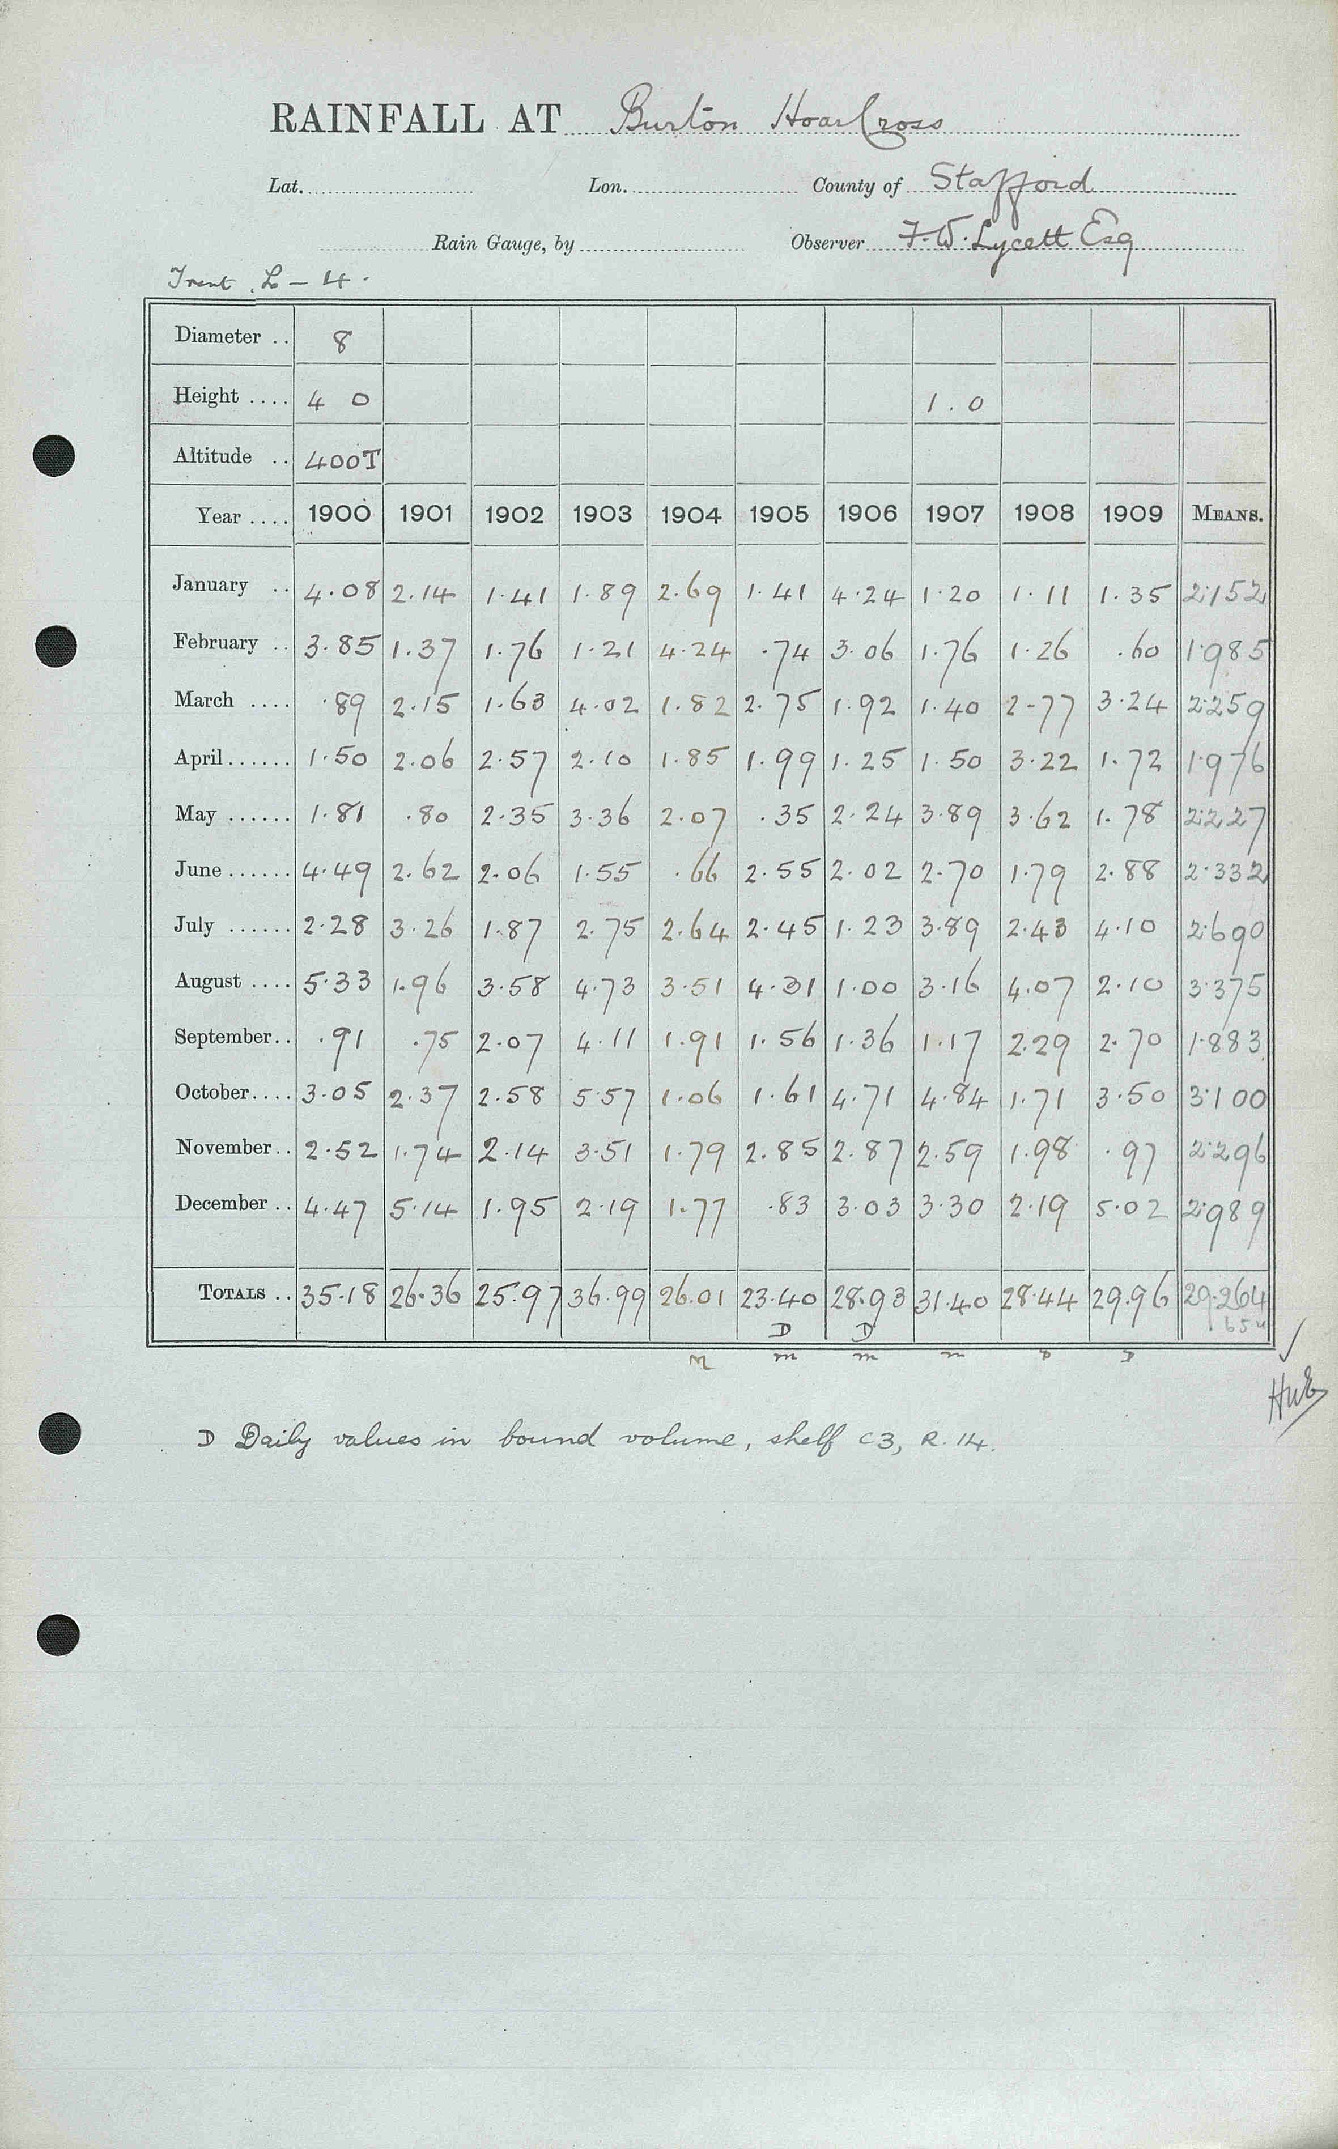 RAINFALL AT Burton Hoar Cross
Lat. Lon. County of Stafford
Rain Gauge, by Observer F. W. Lycett Esq
Trent. L - 4.
Diameter .. 8
Height .... 4 0 1.0
Altitude .. 400T
Year .... 1900 1901 1902 1903 1904 1905 1906 1907 1908 1909 MEANS.
January .. 4.08 2.14 1.41 1.89 2.69 1.41 4.24 1.20 1.11 1.35 2.152
February .. 3.85 1.37 1.76 1.21 4.24 .74 3.06 1.76 1.26 .60 1.985
March .... .89 2.15 1.63 4.02 1.82 2.75 1.92 1.40 2.77 3.24 2.259
April...... 1.50 2.06 2.57 2.10 1.85 1.99 1.25 1.50 3.22 1.72 1.976
May ...... 1.81 .80 2.35 3.36 2.07 .35 2.24 3.89 3.62 1.78 2.227
June...... 4.49 2.62 2.06 1.55 .66 2.55 2.02 2.70 1.79 2.88 2.332
July ...... 2.28 3.26 1.87 2.75 2.64 2.45 1.23 3.89 2.43 4.10 2.690
August .... 5.33 1.96 3.58 4.73 3.51 4.31 1.00 3.16 4.07 2.10 3.375
September.. .91 .75 2.07 4.11 1.91 1.56 1.36 1.17 2.29 2.70 1.883
October.... 3.05 2.37 2.58 5.57 1.06 1.61 4.71 4.84 1.71 3.50 3.100
November.. 2.52 1.74 2.14 3.51 1.79 2.85 2.87 2.59 1.98 .97 2.296
December .. 4.47 5.14 1.95 2.19 1.77 .83 3.03 3.30 2.19 5.02 2.989
TOTALS .. 35.18 26.36 25.97 36.99 26.01 23.40 28.93 31.40 28.44 29.96 29.264
D D
M m m m D D
D Daily values in bound volume, shelf C3, R. 14.